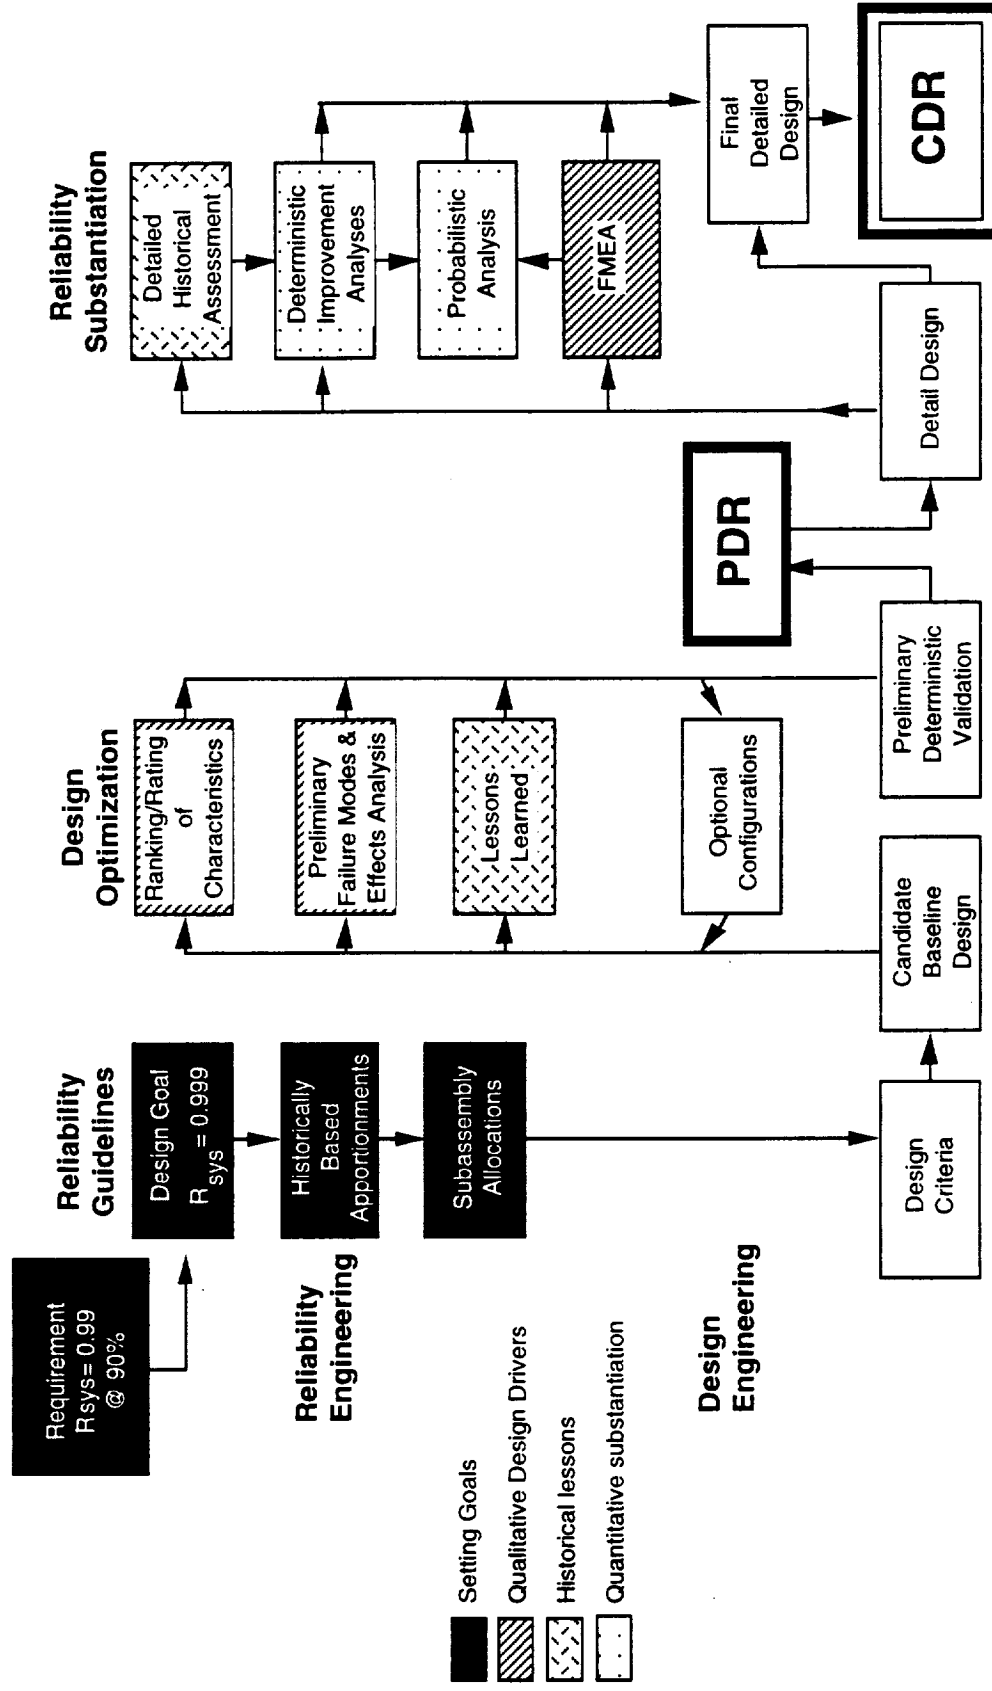 Requirement
Rsys= 0.99
@ 90%
Reliability
Guidelines
Design Goal
R = 0.999
sys
Historically
Based
Apportionments
Subassembly
Allocations
Reliability
Engineering
Design
Engineering
Design
Criteria
Design
Optimization
Ranking/Rating
of
Characteristics
Preliminary
Failure Modes &
Effects Analysis
Lessons
Learned
Optional
Configurations
Candidate
Baseline
Design
Preliminary
Deterministic
Validation
PDR
Reliability
Substantiation
Detailed
Historical
Assessment
Deterministic
Improvement
Analyses
Probabilistic
Analysis
FMEA
Detail Design
Final
Detailed
Design
CDR
Setting Goals
Qualitative Design Drivers
Historical lessons
Quantitative substantiation